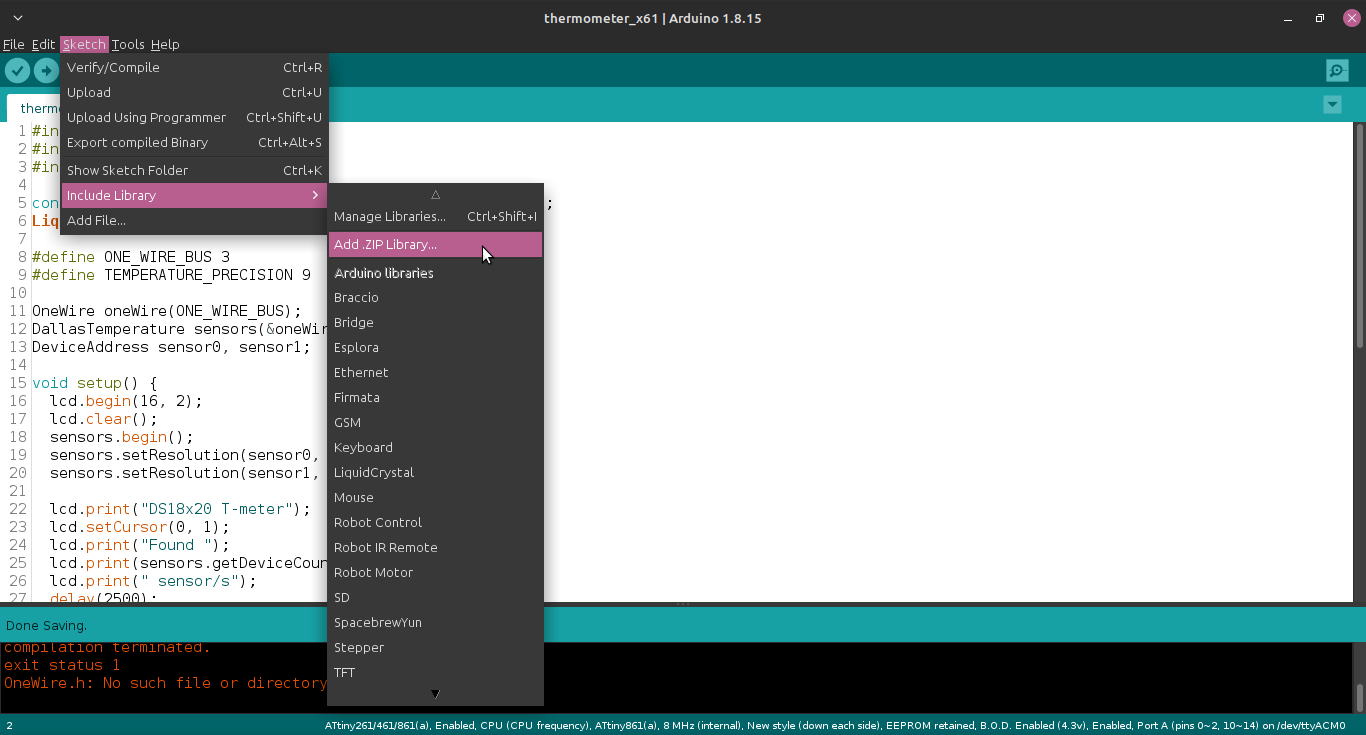 thermometer_x61 | Arduino 1.8.15
File Edit Sketch Tools Help
Verify/Compile Ctrl+R
Upload Ctrl+U
Upload Using Programmer Ctrl+Shift+U
Export compiled Binary Ctrl+Alt+S
Show Sketch Folder Ctrl+K
Include Library
Add File...
Manage Libraries... Ctrl+Shift+I
Add .ZIP Library...
Arduino libraries
Braccio
Bridge
Esplora
Ethernet
Firmata
GSM
Keyboard
LiquidCrystal
Mouse
Robot Control
Robot IR Remote
Robot Motor
SD
SpacebrewYun
Stepper
TFT
therm
1 #in
2 #in
3 #in
4
5 con ;
6 Liq
7
8 #define ONE_WIRE_BUS 3
9 #define TEMPERATURE_PRECISION 9
10
11 OneWire oneWire(ONE_WIRE_BUS);
12 DallasTemperature sensors(&oneWir
13 DeviceAddress sensor0, sensor1;
14
15 void setup() {
16 lcd.begin(16, 2);
17 lcd.clear();
18 sensors.begin();
19 sensors.setResolution(sensor0,
20 sensors.setResolution(sensor1,
21
22 lcd.print("DS18x20 T-meter");
23 lcd.setCursor(0, 1);
24 lcd.print("Found ");
25 lcd.print(sensors.getDeviceCoun
26 lcd.print(" sensor/s");
27 delay(2500);
Done Saving.
compilation terminated.
exit status 1
OneWire.h: No such file or directory
2 ATtiny261/461/861(a), Enabled, CPU (CPU frequency), ATtiny861(a), 8 MHz (internal), New style (down each side), EEPROM retained, B.O.D. Enabled (4.3v), Enabled, Port A (pins 0~2, 10~14) on /dev/ttyACM0